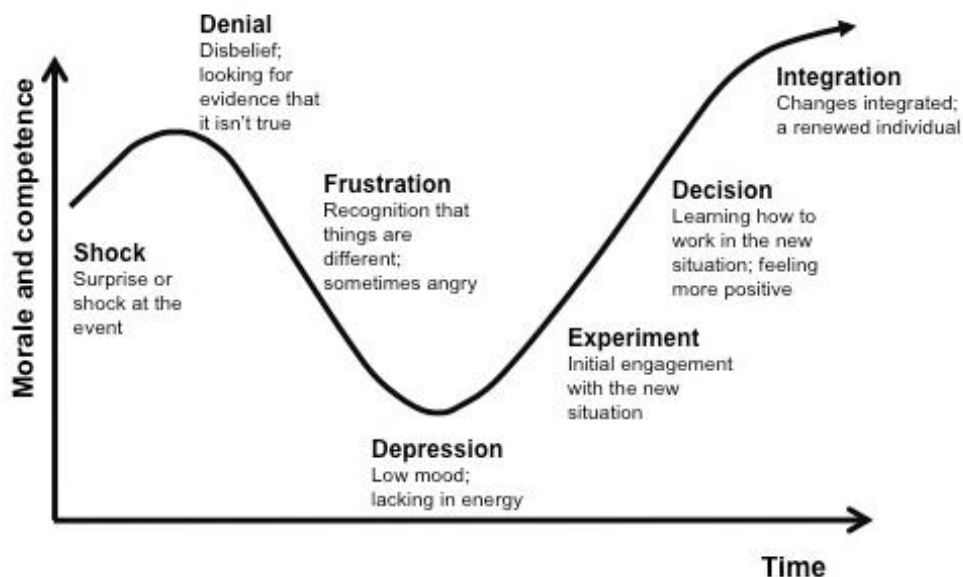 Denial
Disbelief;
looking for
evidence that
it isn't true
Integration
Changes integrated;
a renewed individual
Frustration
Recognition that
things are
different;
sometimes angry
Decision
Learning how to
work in the new
situation; feeling
more positive
Shock
Surprise or
shock at the
event
Experiment
Initial engagement
with the new
situation
Depression
Low mood;
lacking in energy
Morale and competence
Time